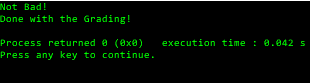 Not Bad!
Done with the Grading!
Process returned 0 (0x0)   execution time : 0.042 s
Press any key to continue.